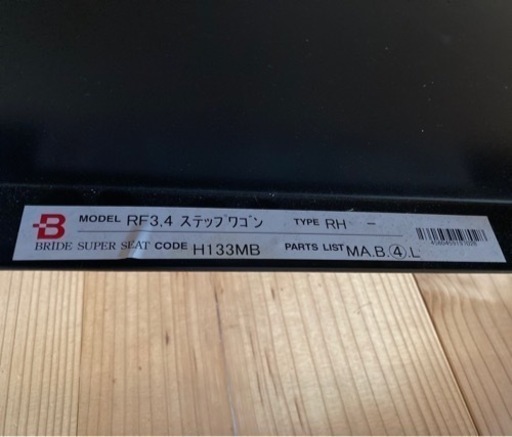 B
MODEL RF3.4 ステップワゴン TYPE RH -
BRIDE SUPER SEAT CODE H133MB PARTS LIST MA.B.④.L